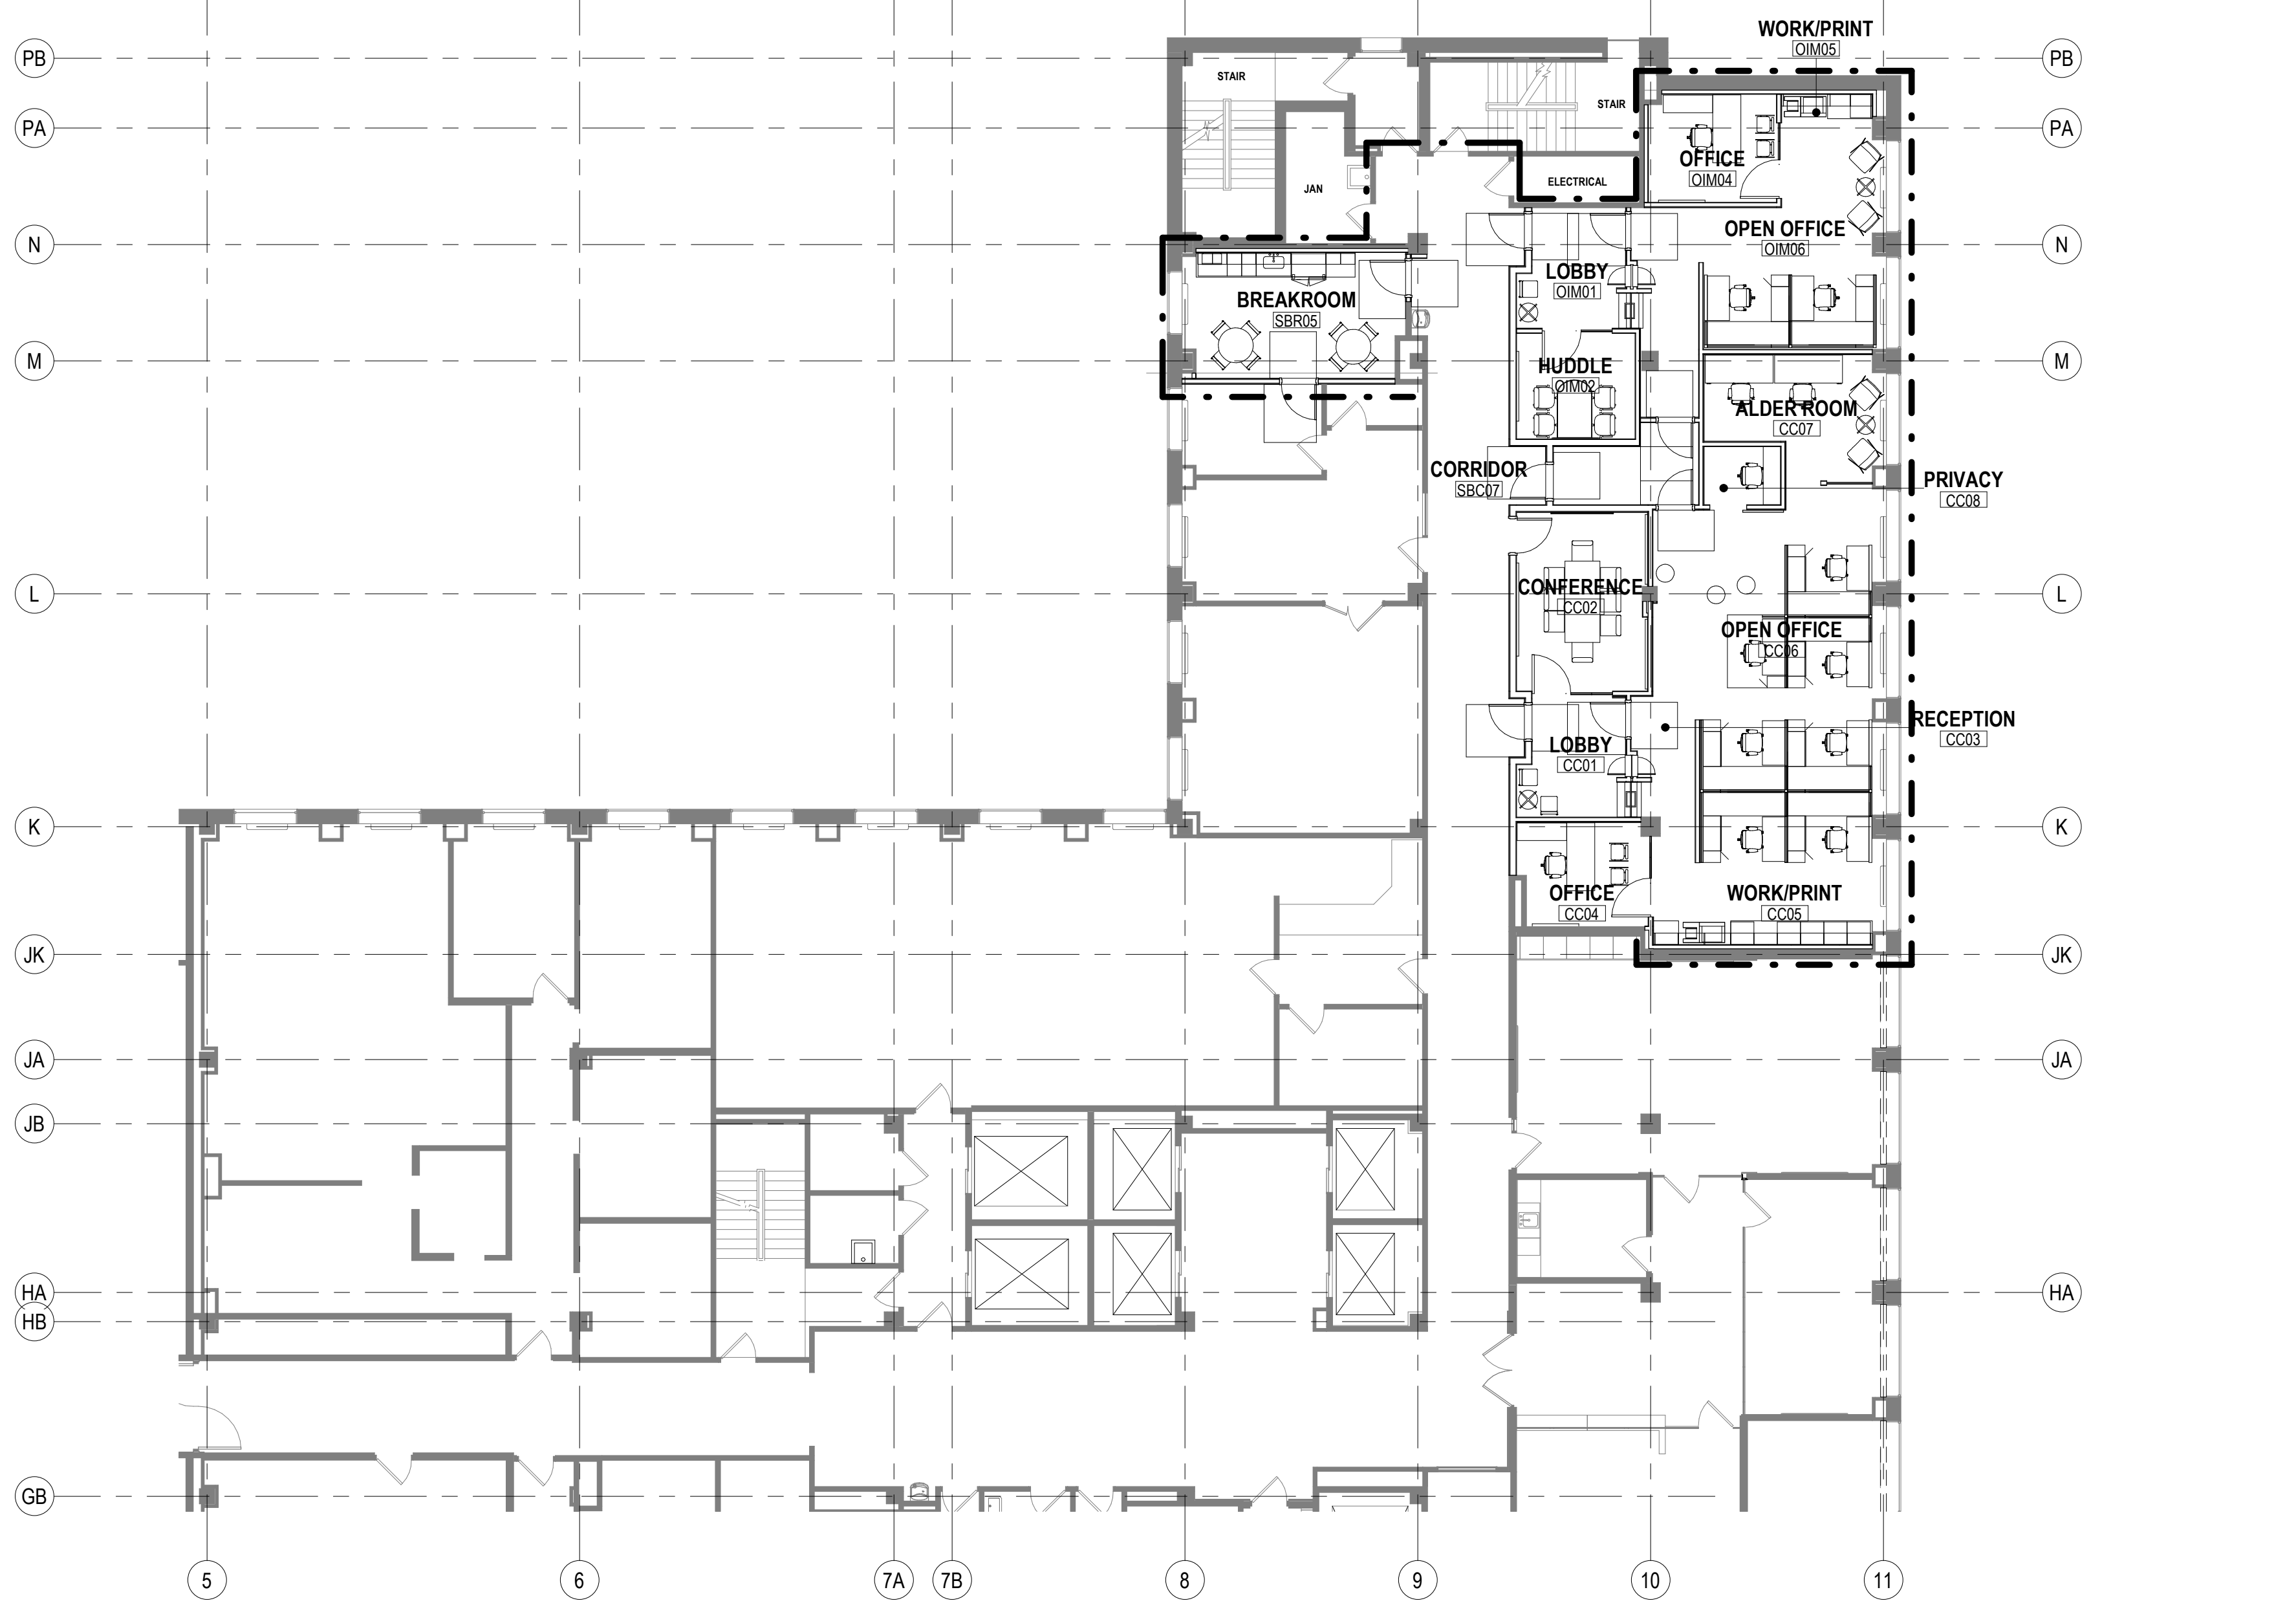 WORK/PRINT
OIM05
PB
PB
STAIR
STAIR
PA
PA
OFFICE
OIM04
ELECTRICAL
JAN
OPEN OFFICE
OIM06
N
N
LOBBY
OIM01
BREAKROOM
SBR05
M
M
HUDDLE
OIM02
ALDER ROOM
CC07
CORRIDOR
SBC07
PRIVACY
CC08
L
L
CONFERENCE
CC02
OPEN OFFICE
CC06
RECEPTION
CC03
LOBBY
CC01
K
K
OFFICE
CC04
WORK/PRINT
CC05
JK
JK
JA
JA
JB
HA
HA
HB
GB
5
6
7A
7B
8
9
10
11